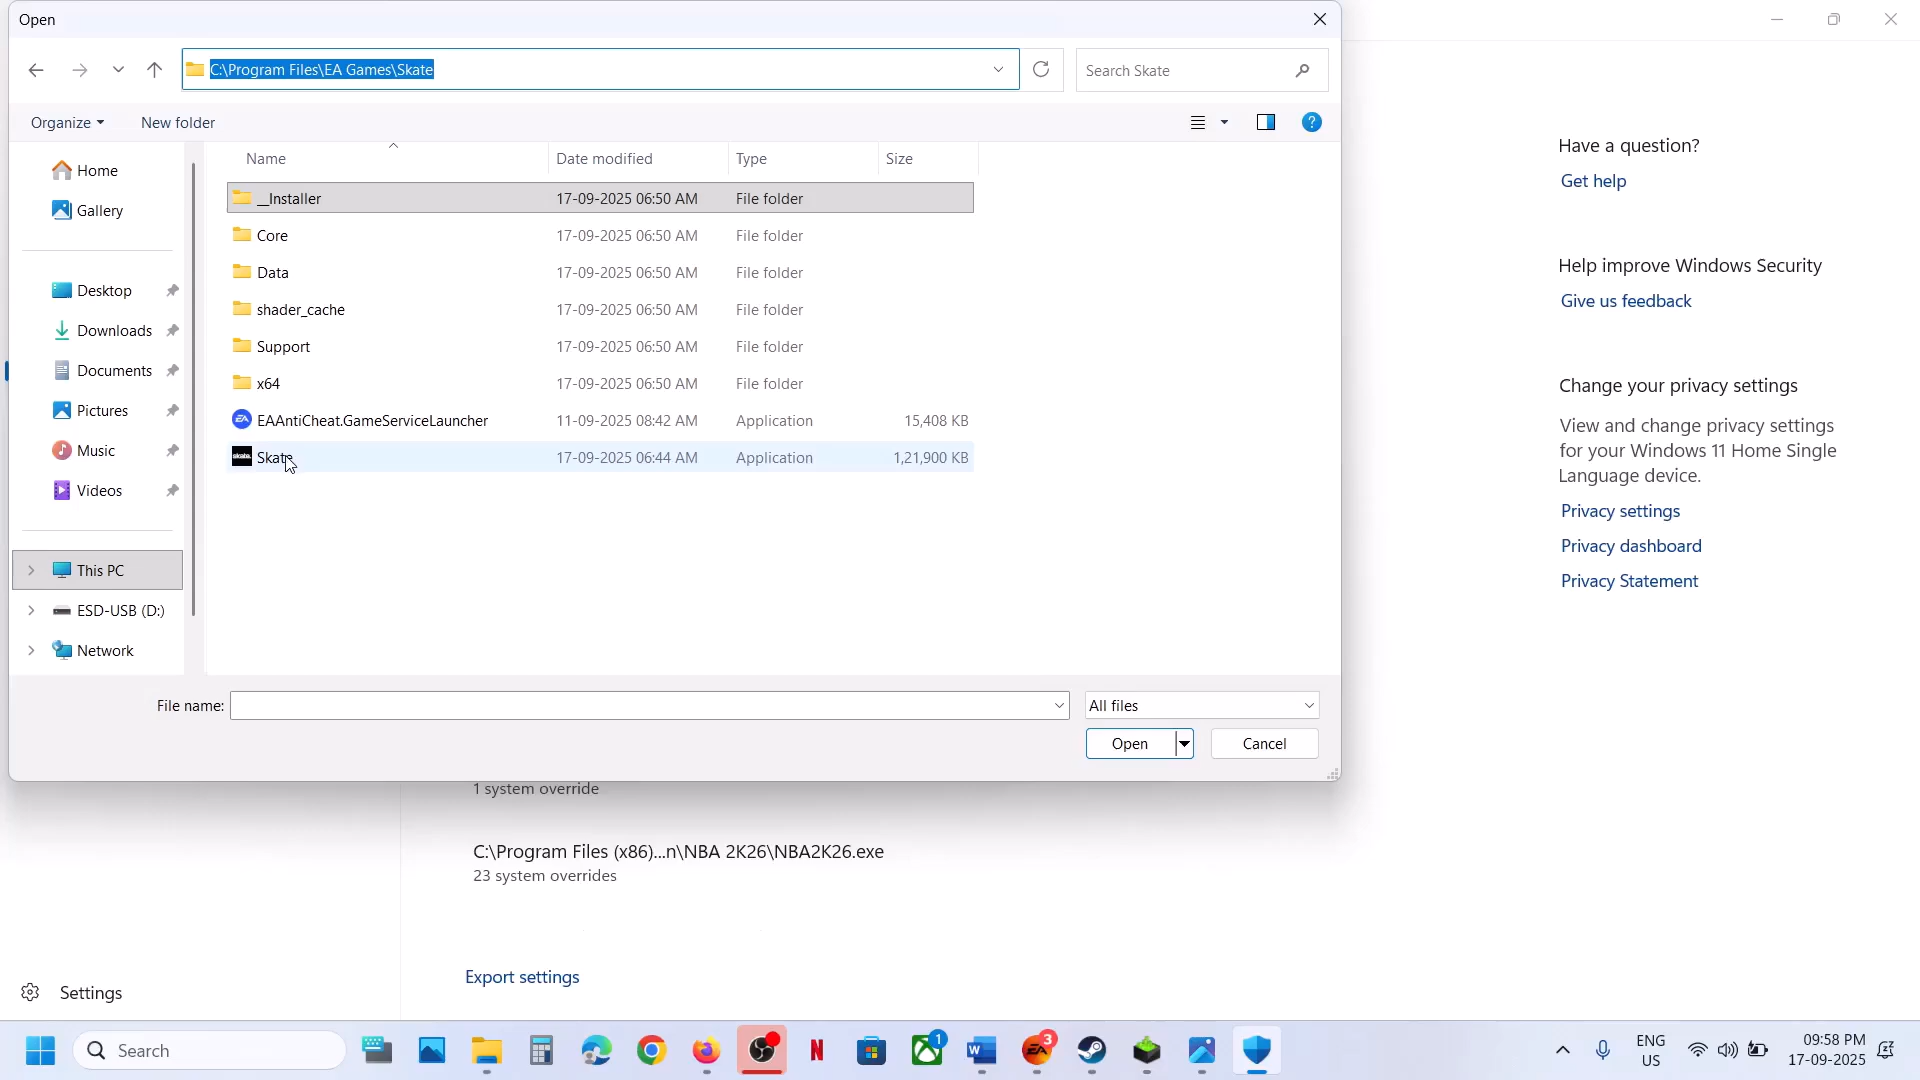 Open
C:\Program Files\EA Games\Skate
Search Skate
Organize
New folder
Name
Date modified
Type
Size
Home
Gallery
Desktop
Downloads
Documents
Pictures
Music
Videos
This PC
ESD-USB (D:)
Network
__Installer 17-09-2025 06:50 AM File folder
Core 17-09-2025 06:50 AM File folder
Data 17-09-2025 06:50 AM File folder
shader_cache 17-09-2025 06:50 AM File folder
Support 17-09-2025 06:50 AM File folder
x64 17-09-2025 06:50 AM File folder
EAAntiCheat.GameServiceLauncher 11-09-2025 08:42 AM Application 15,408 KB
Skate 17-09-2025 06:44 AM Application 1,21,900 KB
File name:
All files
Open
Cancel
1 system override
C:\Program Files (x86)...n\NBA 2K26\NBA2K26.exe
23 system overrides
Export settings
Settings
Have a question?
Get help
Help improve Windows Security
Give us feedback
Change your privacy settings
View and change privacy settings
for your Windows 11 Home Single
Language device.
Privacy settings
Privacy dashboard
Privacy Statement
Search
1
3
ENG
US
09:58 PM
17-09-2025